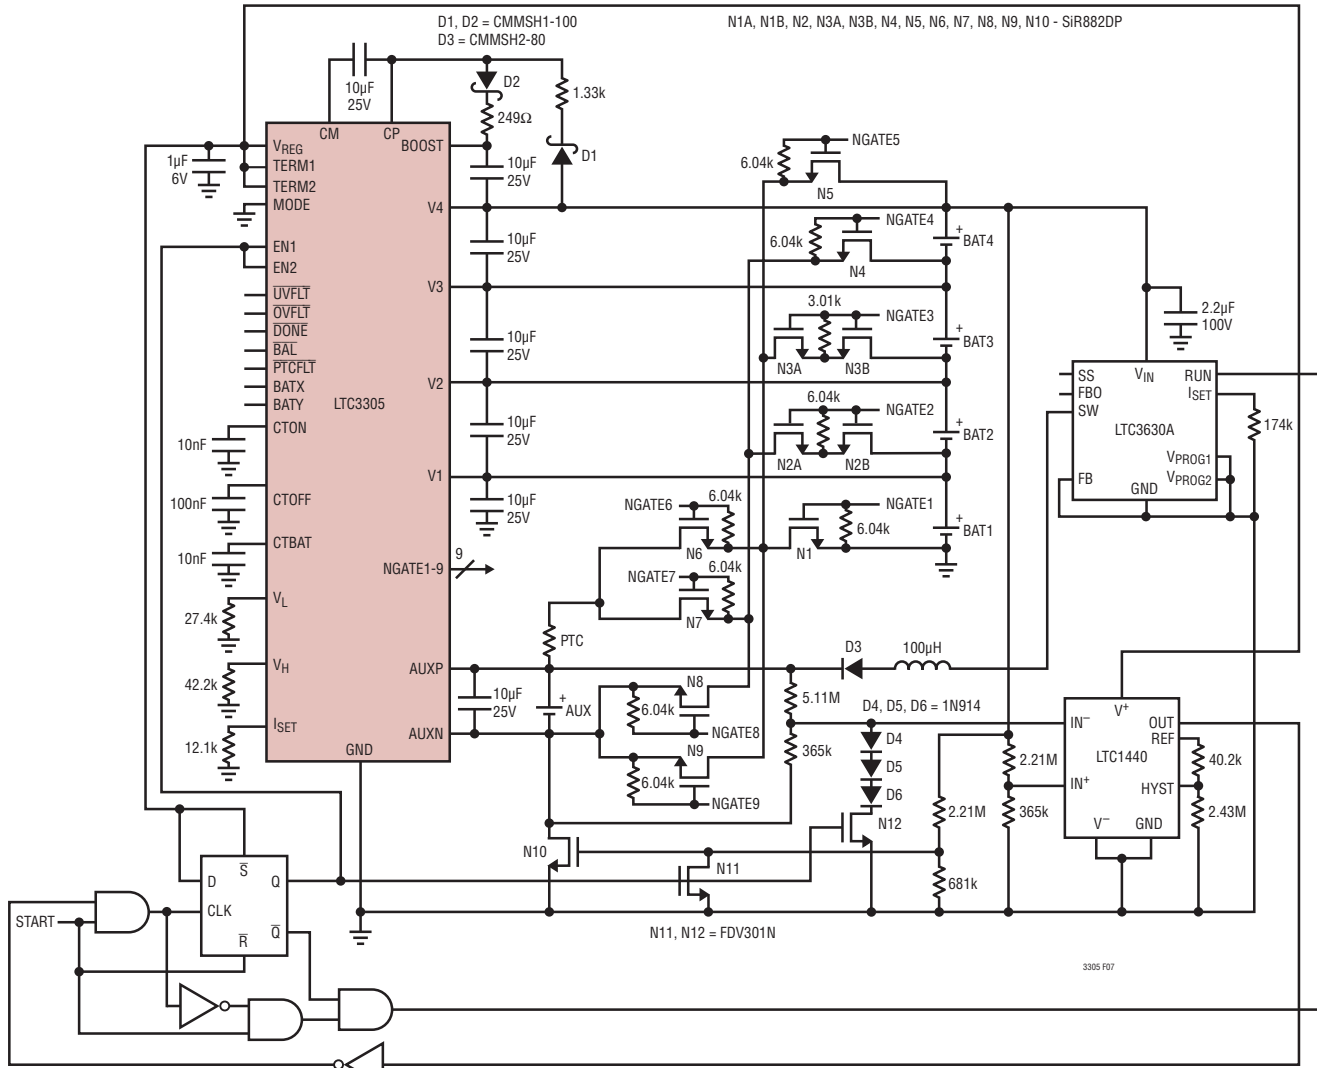 D1, D2 = CMMSH1-100
D3 = CMMSH2-80
N1A, N1B, N2, N3A, N3B, N4, N5, N6, N7, N8, N9, N10 - SiR882DP
10µF
25V
D2
249Ω
1.33k
D1
CM
CP
1µF
6V
VREG
TERM1
TERM2
MODE
EN1
EN2
UVFLT
OVFLT
DONE
BAL
PTCFLT
BATX
BATY
CTON
CTOFF
CTBAT
VL
VH
ISET
GND
LTC3305
BOOST
V4
V3
V2
V1
NGATE1-9
AUXP
AUXN
9
10nF
100nF
10nF
27.4k
42.2k
12.1k
10µF
25V
10µF
25V
10µF
25V
10µF
25V
10µF
25V
10µF
25V
NGATE5
6.04k
N5
NGATE4
6.04k
N4
+
BAT4
3.01k
NGATE3
N3A
N3B
+
BAT3
6.04k
NGATE2
N2A
N2B
+
BAT2
NGATE6
6.04k
N6
NGATE1
6.04k
N1
+
BAT1
NGATE7
6.04k
N7
PTC
+
AUX
N8
6.04k
NGATE8
N9
6.04k
NGATE9
D3
100µH
5.11M
365k
D4, D5, D6 = 1N914
D4
D5
D6
N12
2.21M
681k
2.21M
365k
2.2µF
100V
SS
FBO
SW
FB
VIN
RUN
ISET
LTC3630A
VPROG1
VPROG2
GND
174k
V+
IN−
OUT
REF
LTC1440
IN+
HYST
V−
GND
40.2k
2.43M
N10
N11
N11, N12 = FDV301N
START
D
S
Q
CLK
R
Q
3305 F07